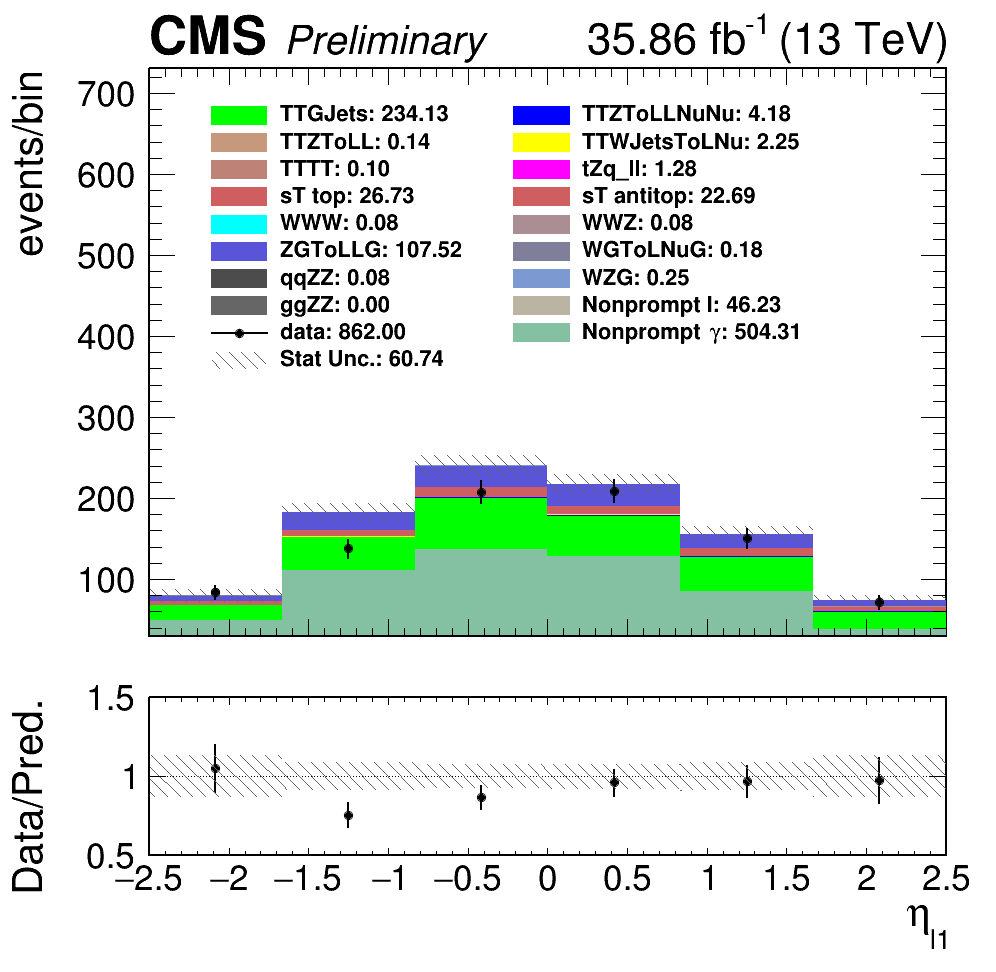 CMS Preliminary 35.86 fb-1 (13 TeV)
events/bin
700
600
500
400
300
200
100
TTGJets: 234.13 TTZToLLNuNu: 4.18
TTZToLL: 0.14 TTWJetsToLNu: 2.25
TTTT: 0.10 tZq_ll: 1.28
sT top: 26.73 sT antitop: 22.69
WWW: 0.08 WWZ: 0.08
ZGToLLG: 107.52 WGToLNuG: 0.18
qqZZ: 0.08 WZG: 0.25
ggZZ: 0.00 Nonprompt l: 46.23
data: 862.00 Nonprompt γ: 504.31
Stat Unc.: 60.74
Data/Pred.
1.5
1
0.5
−2.5 −2 −1.5 −1 −0.5 0 0.5 1 1.5 2 2.5
ηl1